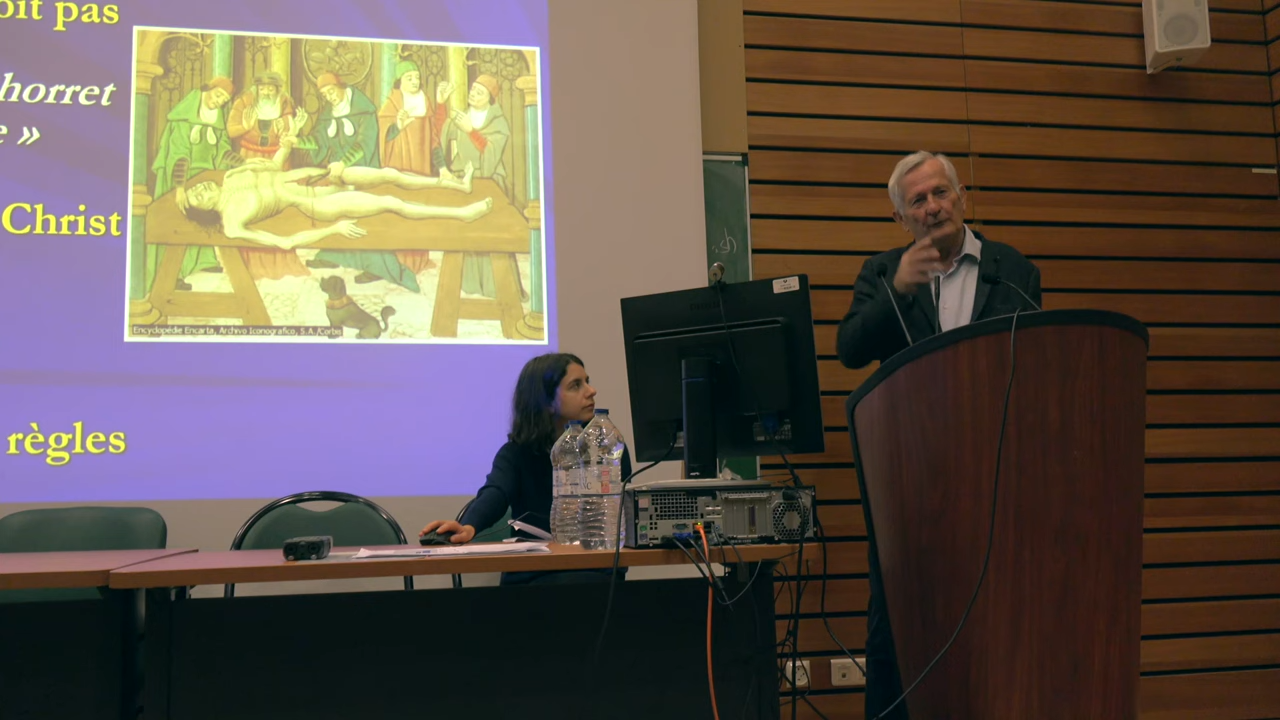 oit pas
horret
e »
Christ
Encyclopédie Encarta, Archivo Iconografico, S.A./Corbis
règles